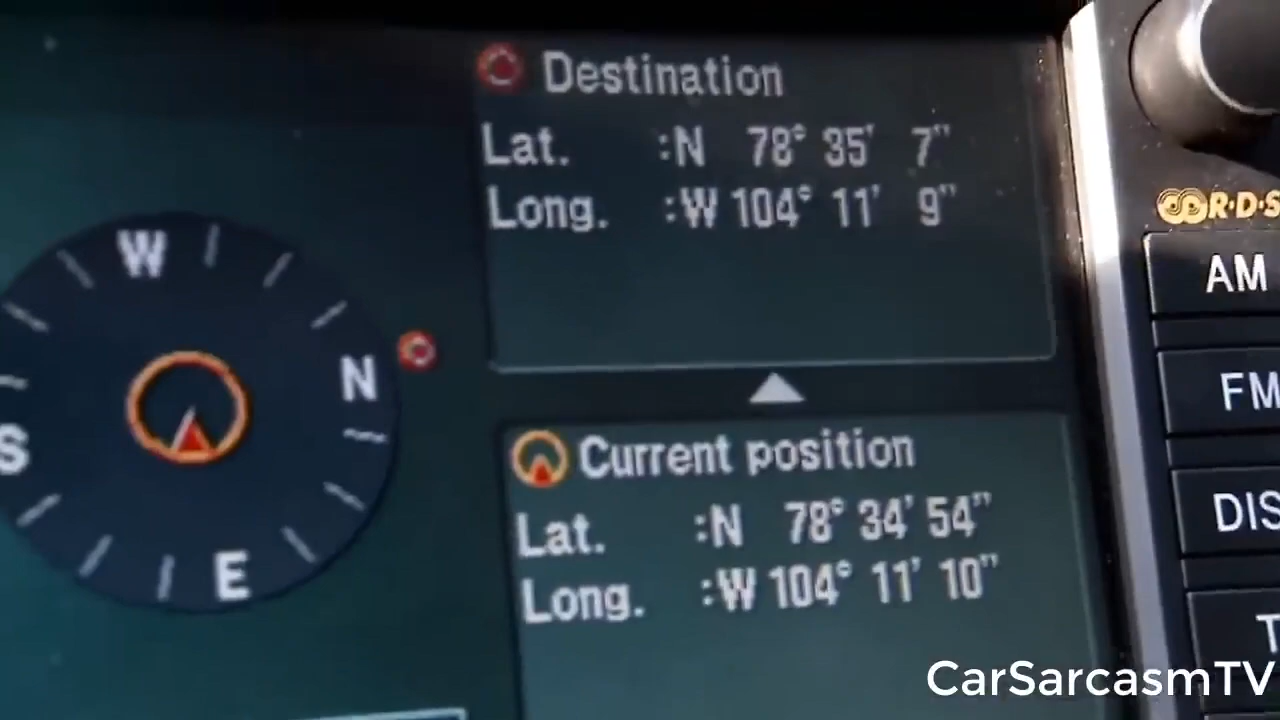 Destination
Lat. :N 78° 35' 7"
Long. :W 104° 11' 9"
W
N
S
E
Current position
Lat. :N 78° 34' 54"
Long. :W 104° 11' 10"
R·D·S
AM
FM
DIS
T
CarSarcasmTV